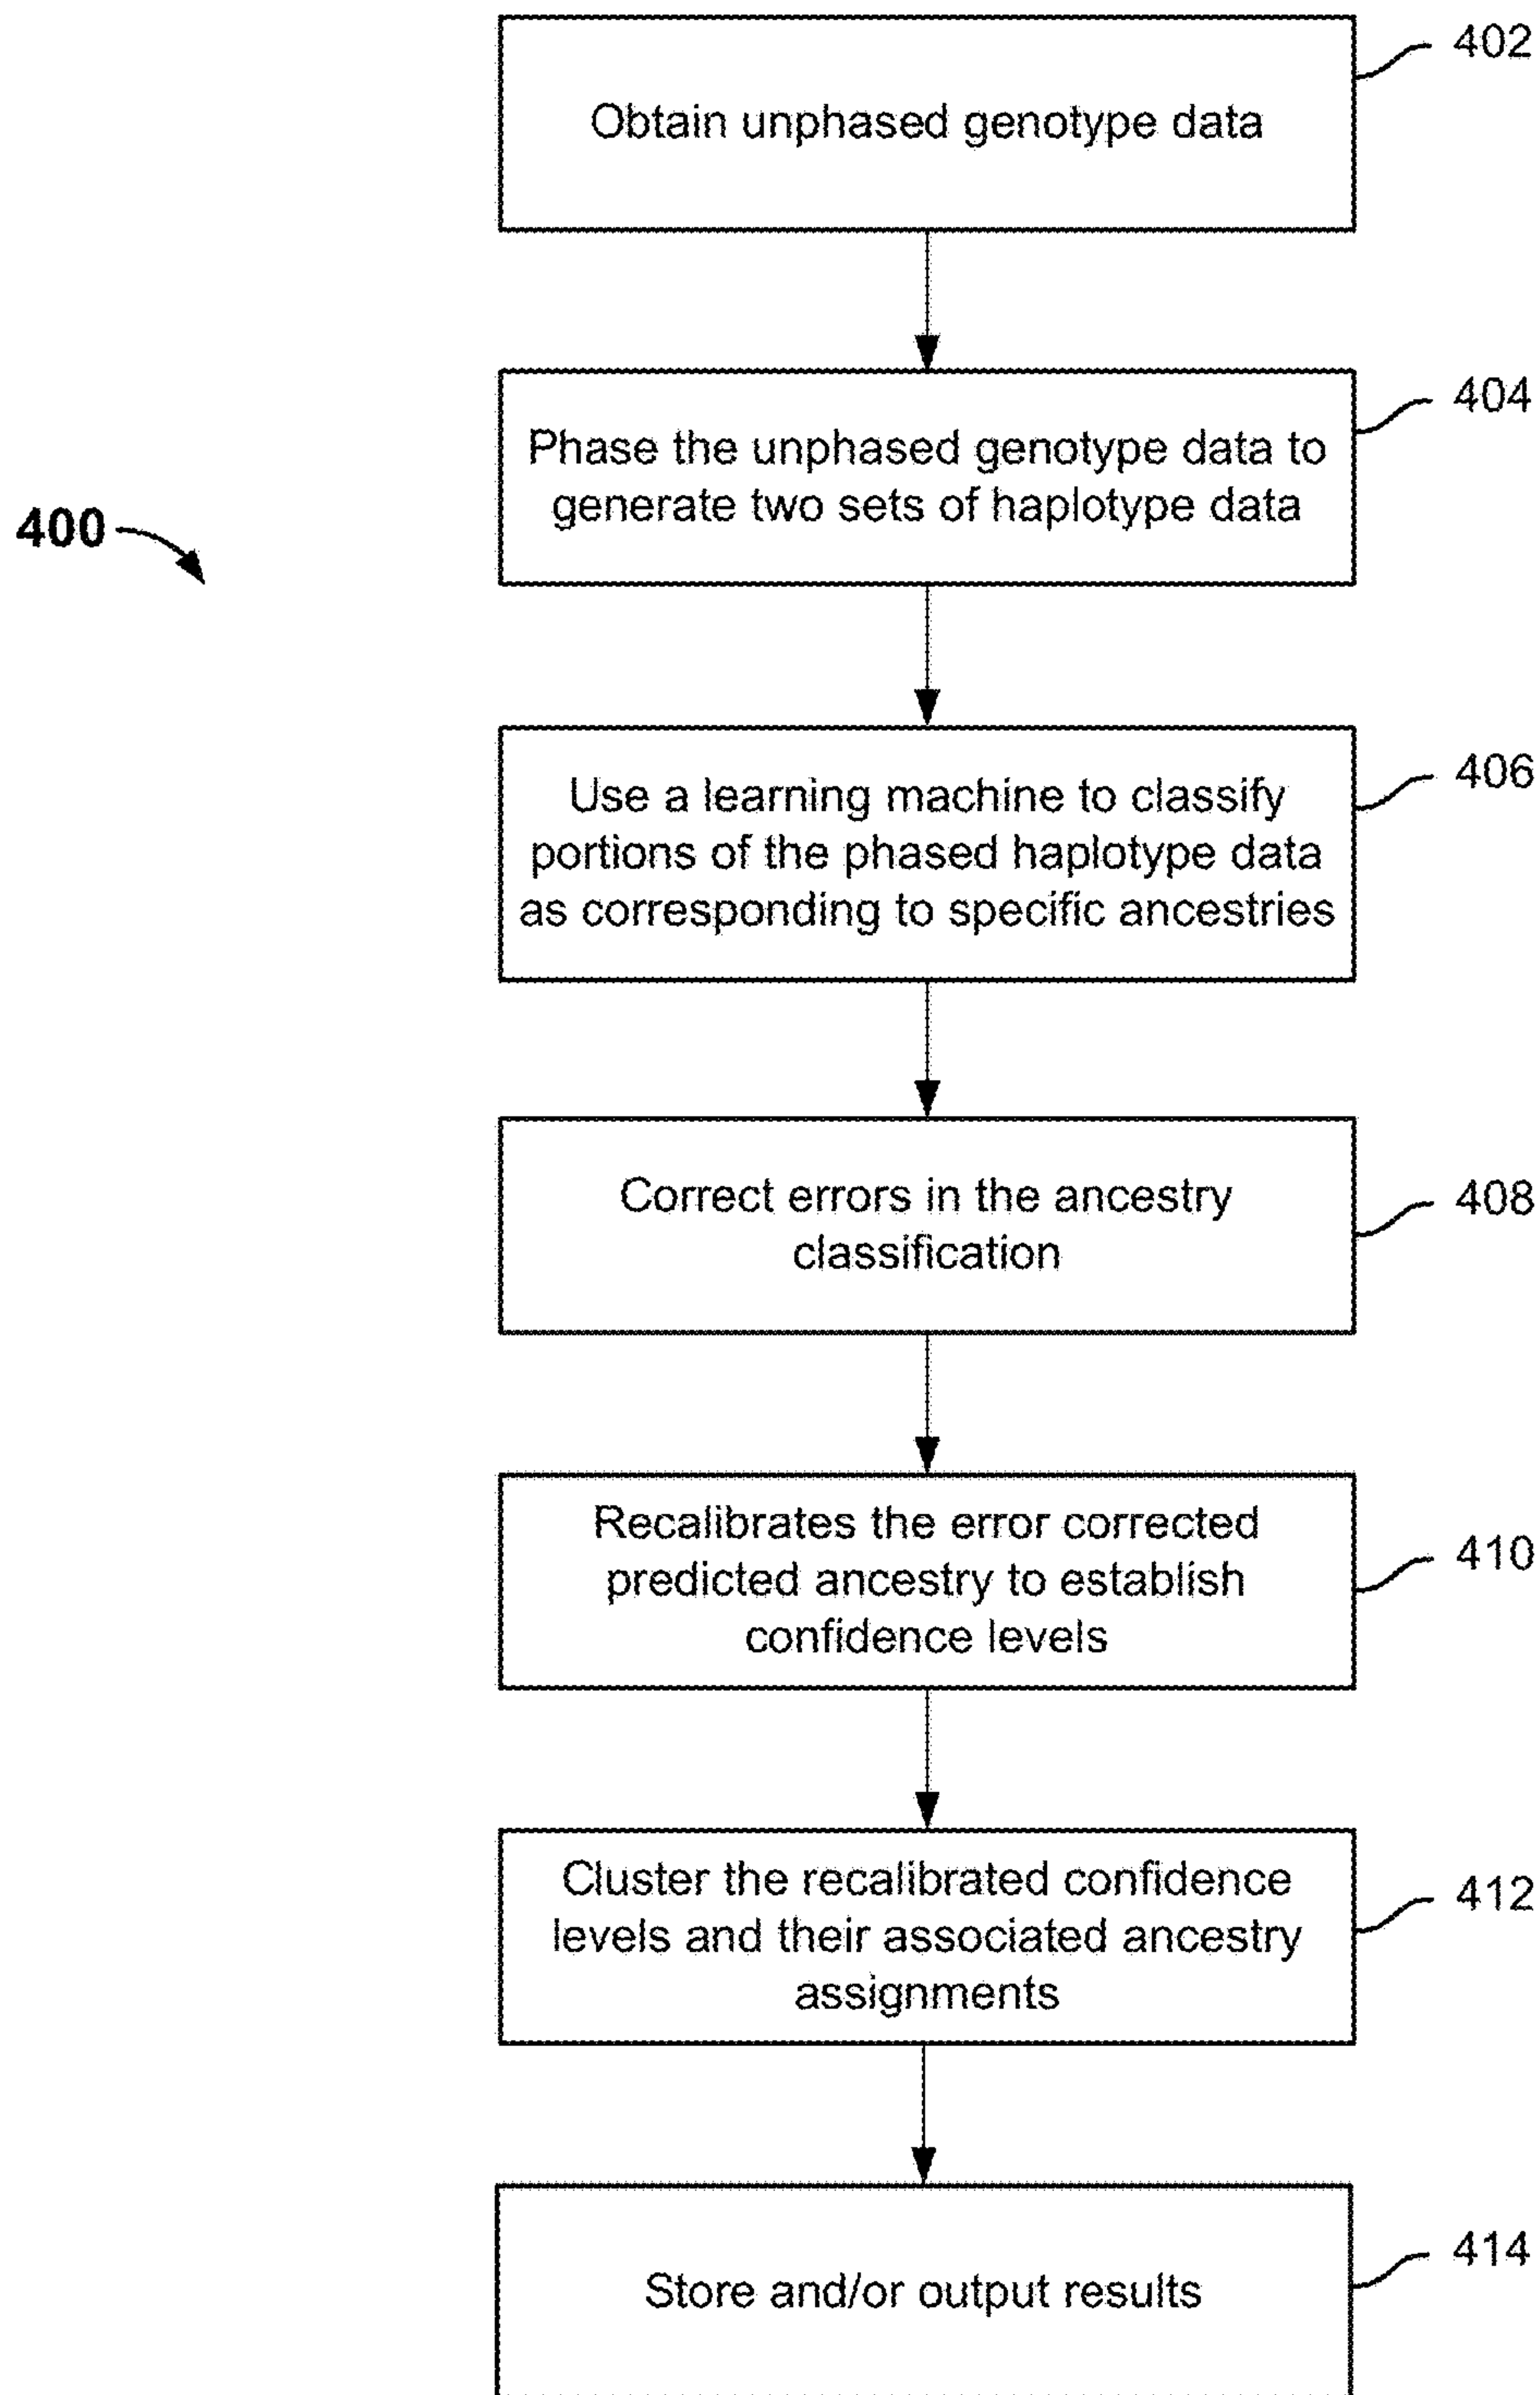 402
Obtain unphased genotype data
404
Phase the unphased genotype data to
generate two sets of haplotype data
400
406
Use a learning machine to classify
portions of the phased haplotype data
as corresponding to specific ancestries
408
Correct errors in the ancestry
classification
410
Recalibrates the error corrected
predicted ancestry to establish
confidence levels
412
Cluster the recalibrated confidence
levels and their associated ancestry
assignments
414
Store and/or output results